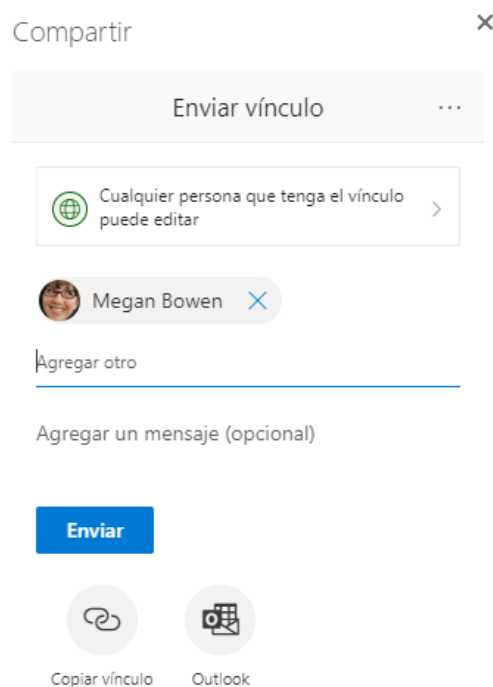 Compartir
Enviar vínculo
Cualquier persona que tenga el vínculo
puede editar
Megan Bowen
Agregar otro
Agregar un mensaje (opcional)
Enviar
Copiar vínculo Outlook